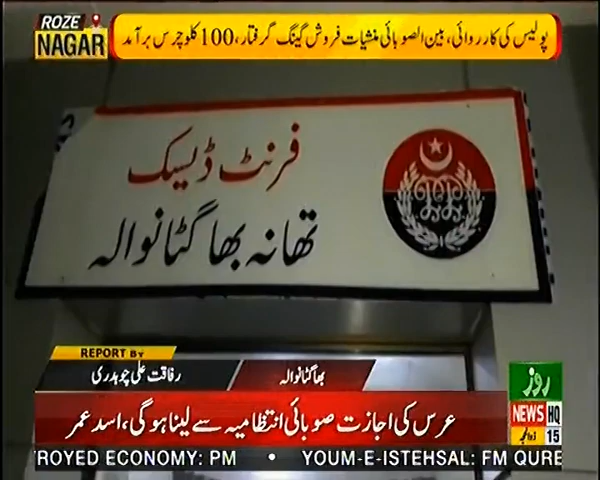 ROZE
NAGAR
پولیس کی کارروائی، بین الصوبائی منشیات فروش گینگ گرفتار، 100 کلو چرس برآمد
فرنٹ ڈیسک
تھانہ بھاگٹانوالہ
REPORT BY
رفاقت علی چوہدری
بھاگٹانوالہ
عرس کی اجازت صوبائی انتظامیہ سے لینا ہوگی، اسد عمر
روز
NEWS HQ
15
ROYED ECONOMY: PM • YOUM-E-ISTEHSAL: FM QURE